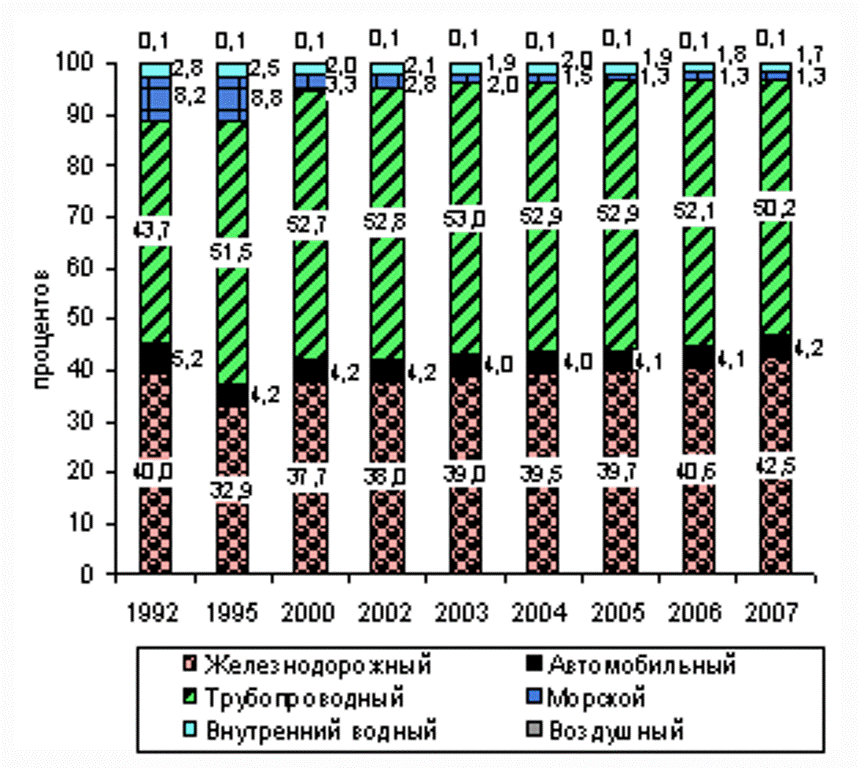 0,1 0,1 0,1 0,1 0,1 0,1 0,1 0,1 0,1
100 2,8 2,5 2,0 2,1 1,9 2,0 1,9 1,8 1,7
8,2 8,8 3,3 2,8 2,0 1,5 1,3 1,3 1,3
90
80
70
43,7 51,5 52,7 52,8 53,0 52,9 52,9 52,1 50,2
60
50
40
5,2 4,2 4,2 4,2 4,0 4,0 4,1 4,1 4,2
30
20
40,0 32,9 37,7 38,0 39,0 39,5 39,7 40,6 42,5
10
0
процентов
1992 1995 2000 2002 2003 2004 2005 2006 2007
Железнодорожный Автомобильный
Трубопроводный Морской
Внутренний водный Воздушный